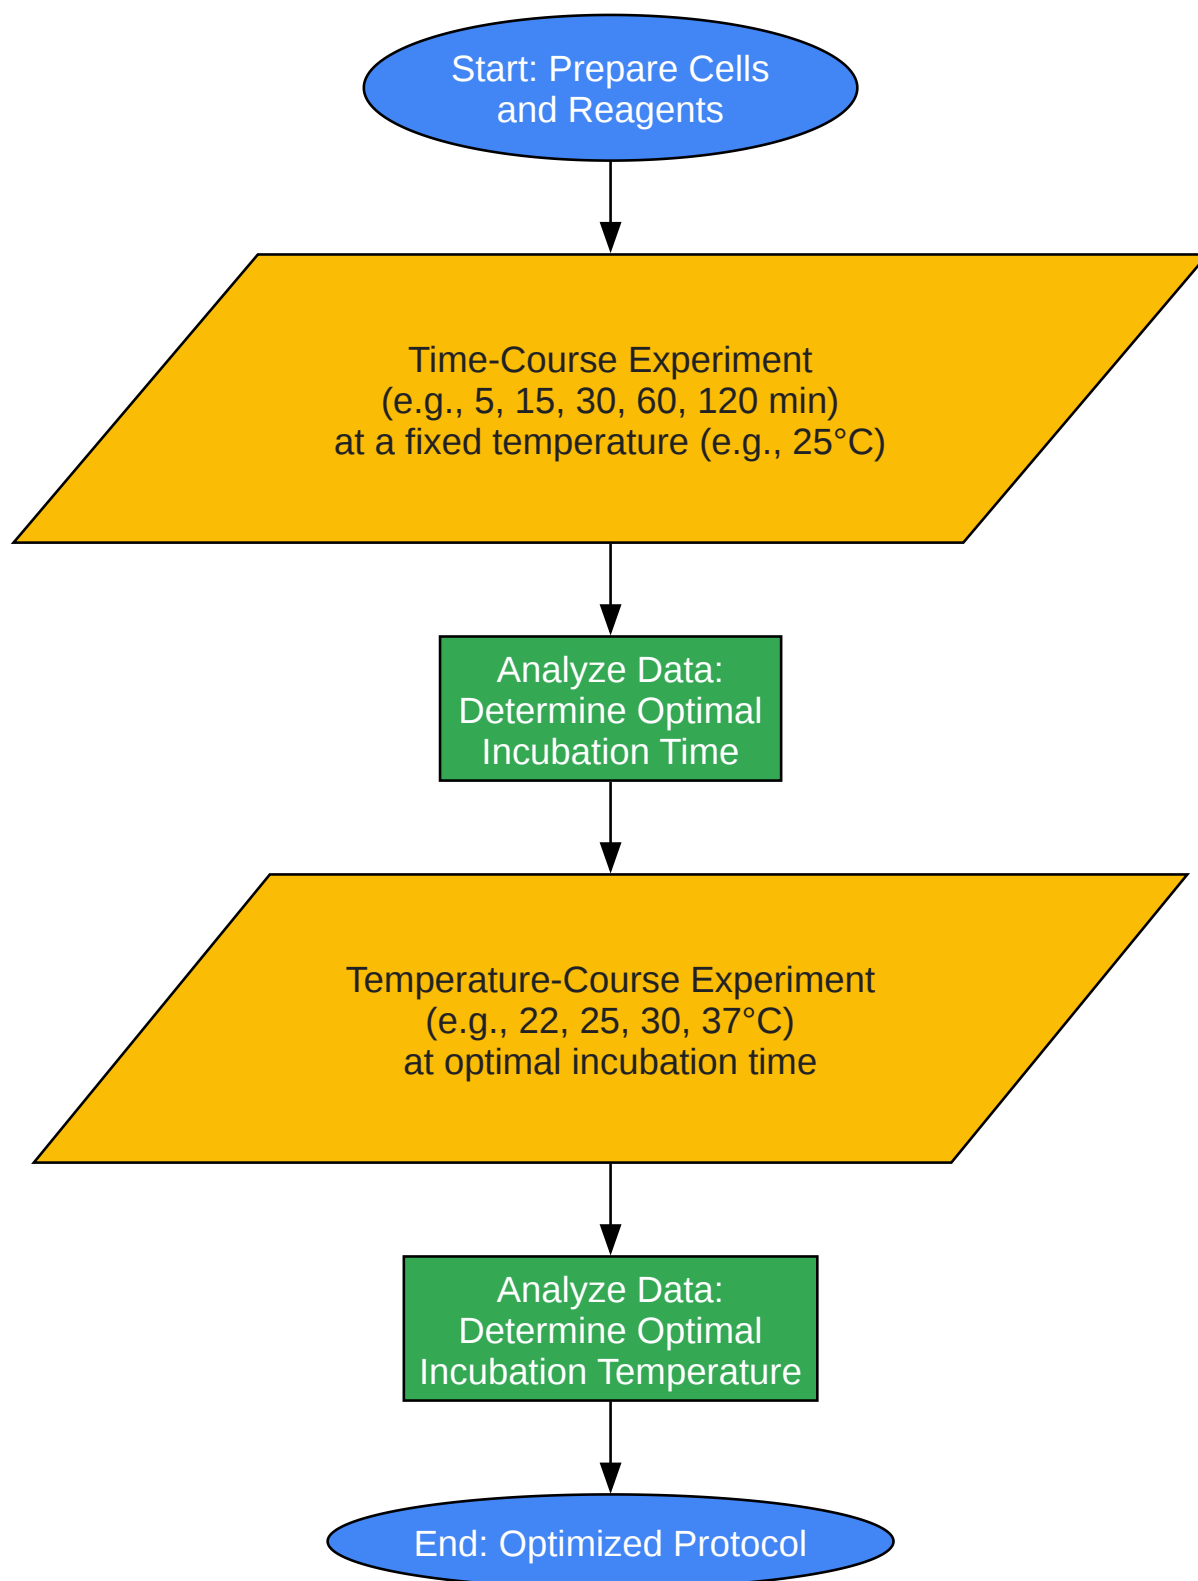 Start: Prepare Cells
and Reagents
Time-Course Experiment
(e.g., 5, 15, 30, 60, 120 min)
at a fixed temperature (e.g., 25°C)
Analyze Data:
Determine Optimal
Incubation Time
Temperature-Course Experiment
(e.g., 22, 25, 30, 37°C)
at optimal incubation time
Analyze Data:
Determine Optimal
Incubation Temperature
End: Optimized Protocol